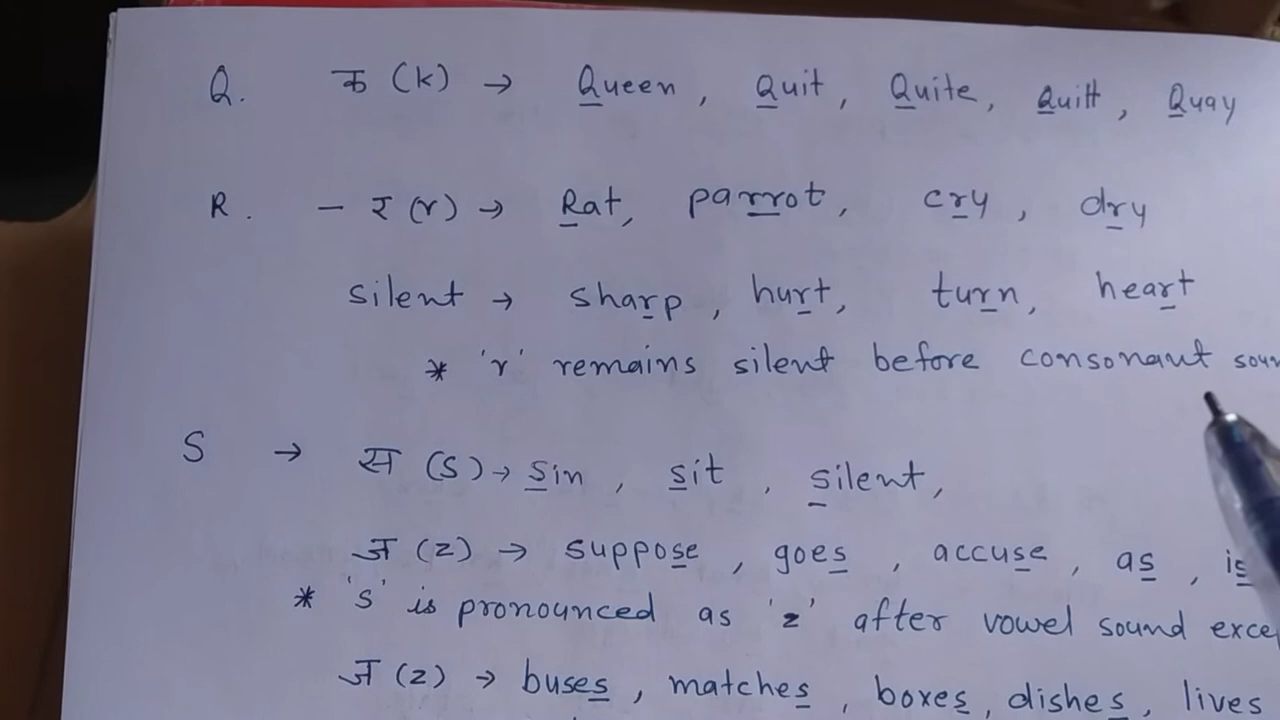 Q. क (k) → Queen, Quit, Quite, Quilt, Quay
R. - र (r) → Rat, parrot, cry, dry
silent → sharp, hurt, turn, heart
* 'r' remains silent before consonant
S → स (s) → sin, sit, silent,
ज (z) → suppose, goes, accuse, as, is
* 's' is pronounced as 'z' after vowel sound
ज (z) → buses, matches, boxes, dishes, lives